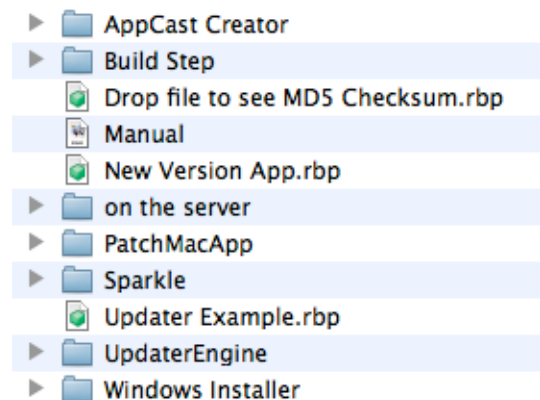 AppCast Creator
Build Step
Drop file to see MD5 Checksum.rbp
Manual
New Version App.rbp
on the server
PatchMacApp
Sparkle
Updater Example.rbp
UpdaterEngine
Windows Installer